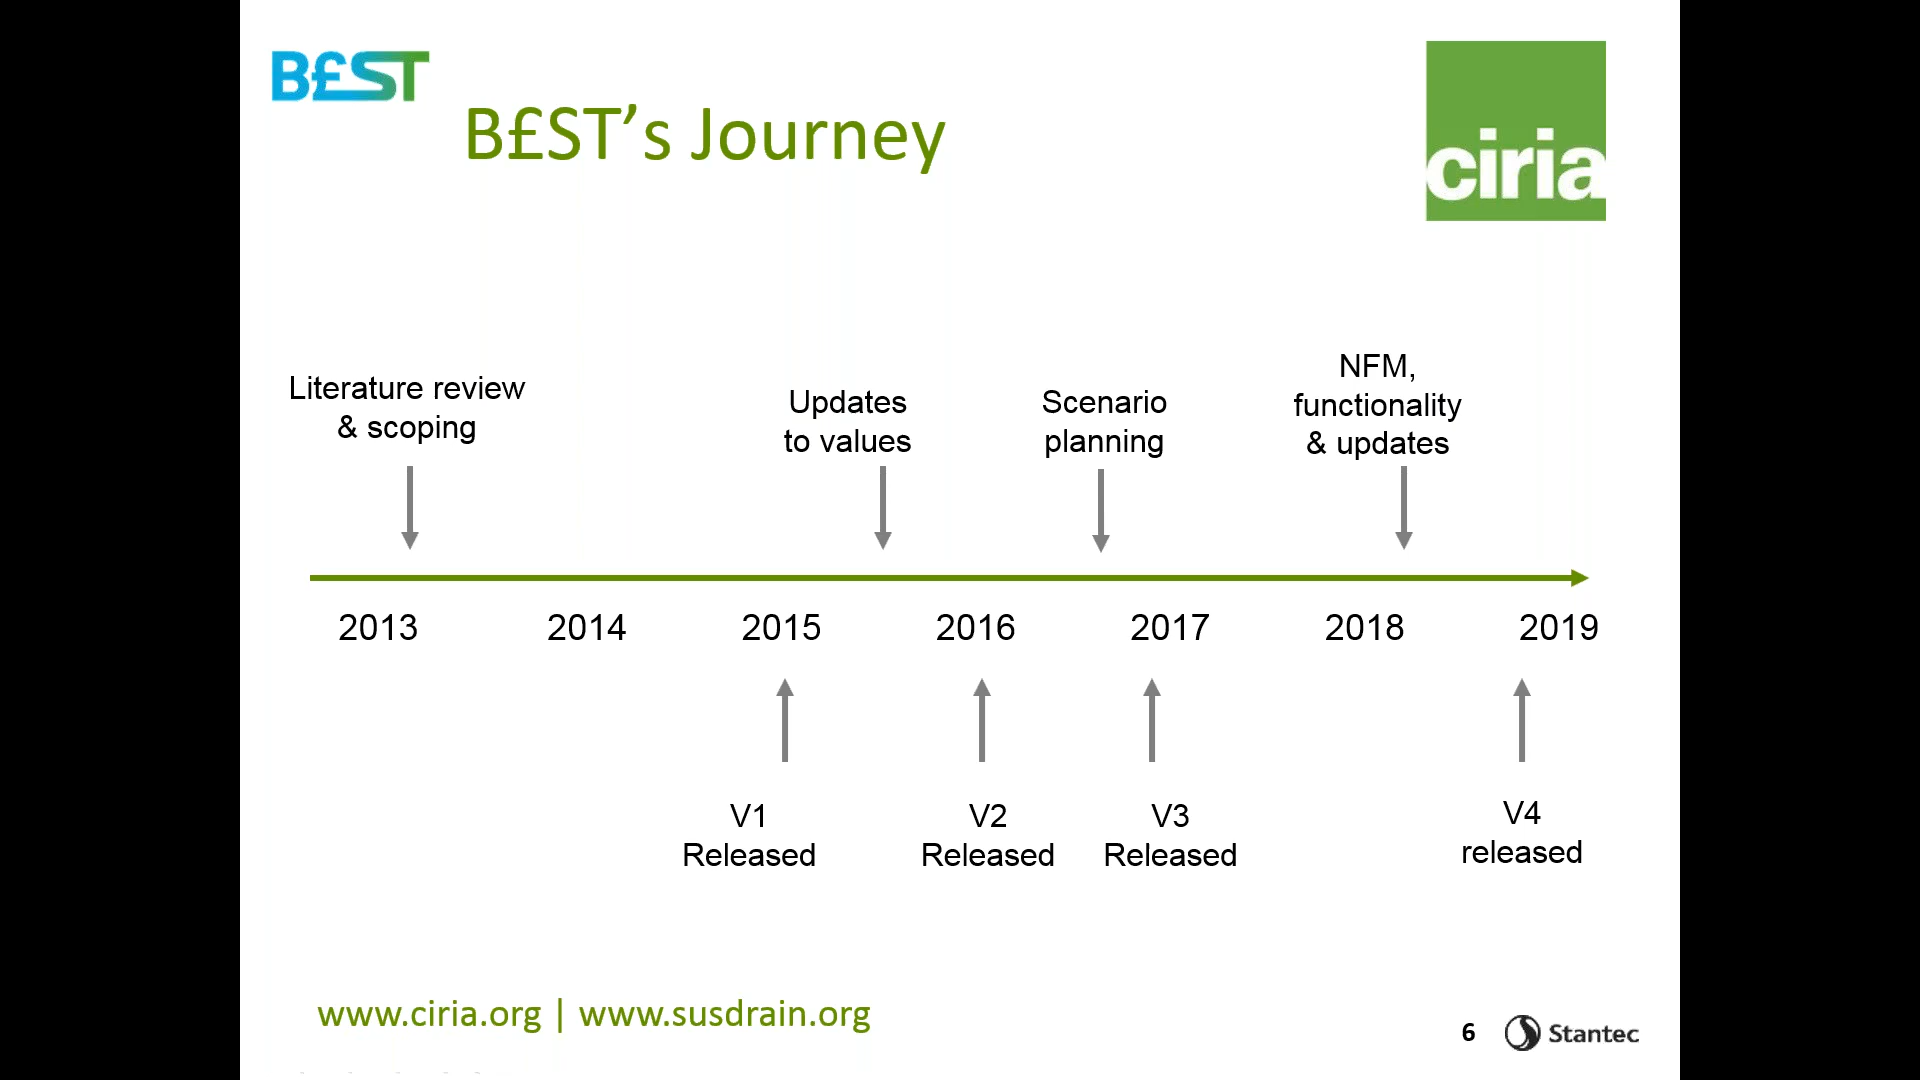 B£ST
B£ST’s Journey
ciria
Literature review
& scoping
Updates
to values
Scenario
planning
NFM,
functionality
& updates
2013 2014 2015 2016 2017 2018 2019
V1
Released
V2
Released
V3
Released
V4
released
www.ciria.org | www.susdrain.org
6
Stantec